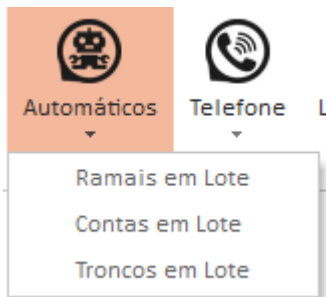 Automáticos
Telefone
L
Ramais em Lote
Contas em Lote
Troncos em Lote